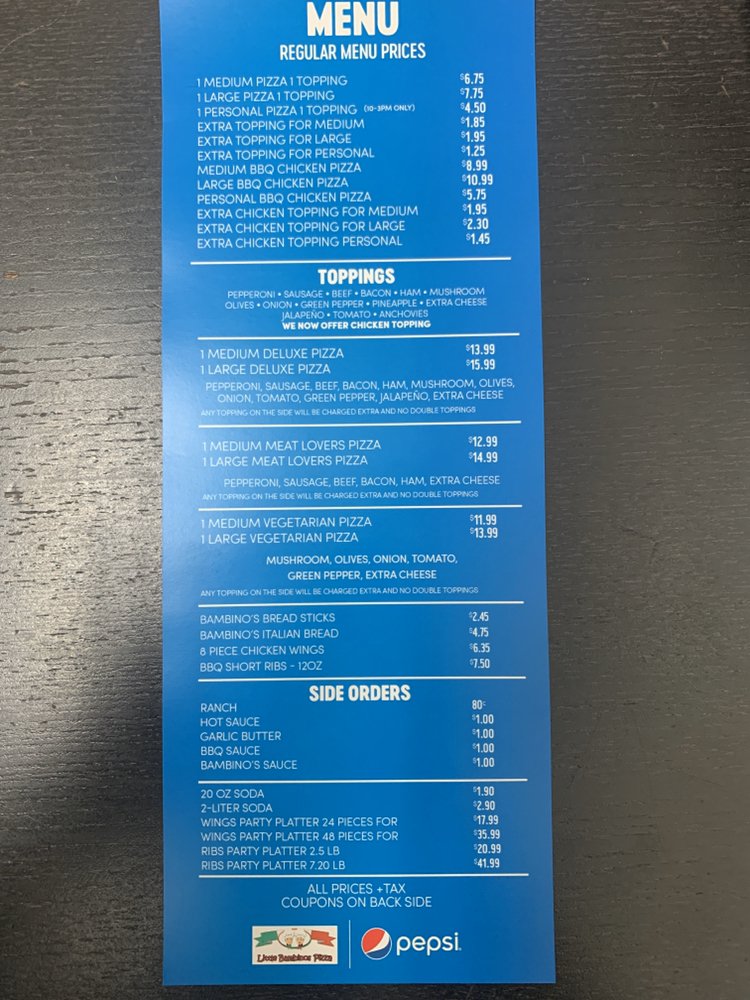 MENU
REGULAR MENU PRICES
1 MEDIUM PIZZA 1 TOPPING $6.75
1 LARGE PIZZA 1 TOPPING $7.75
1 PERSONAL PIZZA 1 TOPPING (10-3PM ONLY) $4.50
EXTRA TOPPING FOR MEDIUM $1.85
EXTRA TOPPING FOR LARGE $1.95
EXTRA TOPPING FOR PERSONAL $1.25
MEDIUM BBQ CHICKEN PIZZA $8.99
LARGE BBQ CHICKEN PIZZA $10.99
PERSONAL BBQ CHICKEN PIZZA $5.75
EXTRA CHICKEN TOPPING FOR MEDIUM $1.95
EXTRA CHICKEN TOPPING FOR LARGE $2.30
EXTRA CHICKEN TOPPING PERSONAL $1.45
TOPPINGS
PEPPERONI • SAUSAGE • BEEF • BACON • HAM • MUSHROOM
OLIVES • ONION • GREEN PEPPER • PINEAPPLE • EXTRA CHEESE
JALAPEÑO • TOMATO • ANCHOVIES
WE NOW OFFER CHICKEN TOPPING
1 MEDIUM DELUXE PIZZA $13.99
1 LARGE DELUXE PIZZA $15.99
PEPPERONI, SAUSAGE, BEEF, BACON, HAM, MUSHROOM, OLIVES,
ONION, TOMATO, GREEN PEPPER, JALAPEÑO, EXTRA CHEESE
ANY TOPPING ON THE SIDE WILL BE CHARGED EXTRA AND NO DOUBLE TOPPINGS
1 MEDIUM MEAT LOVERS PIZZA $12.99
1 LARGE MEAT LOVERS PIZZA $14.99
PEPPERONI, SAUSAGE, BEEF, BACON, HAM, EXTRA CHEESE
ANY TOPPING ON THE SIDE WILL BE CHARGED EXTRA AND NO DOUBLE TOPPINGS
1 MEDIUM VEGETARIAN PIZZA $11.99
1 LARGE VEGETARIAN PIZZA $13.99
MUSHROOM, OLIVES, ONION, TOMATO,
GREEN PEPPER, EXTRA CHEESE
ANY TOPPING ON THE SIDE WILL BE CHARGED EXTRA AND NO DOUBLE TOPPINGS
BAMBINO'S BREAD STICKS $2.45
BAMBINO'S ITALIAN BREAD $4.75
8 PIECE CHICKEN WINGS $6.35
BBQ SHORT RIBS - 12OZ $7.50
SIDE ORDERS
RANCH 80¢
HOT SAUCE $1.00
GARLIC BUTTER $1.00
BBQ SAUCE $1.00
BAMBINO'S SAUCE $1.00
20 OZ SODA $1.90
2-LITER SODA $2.90
WINGS PARTY PLATTER 24 PIECES FOR $17.99
WINGS PARTY PLATTER 48 PIECES FOR $35.99
RIBS PARTY PLATTER 2.5 LB $20.99
RIBS PARTY PLATTER 7.20 LB $41.99
ALL PRICES +TAX
COUPONS ON BACK SIDE
Little Bambinos Pizza
pepsi